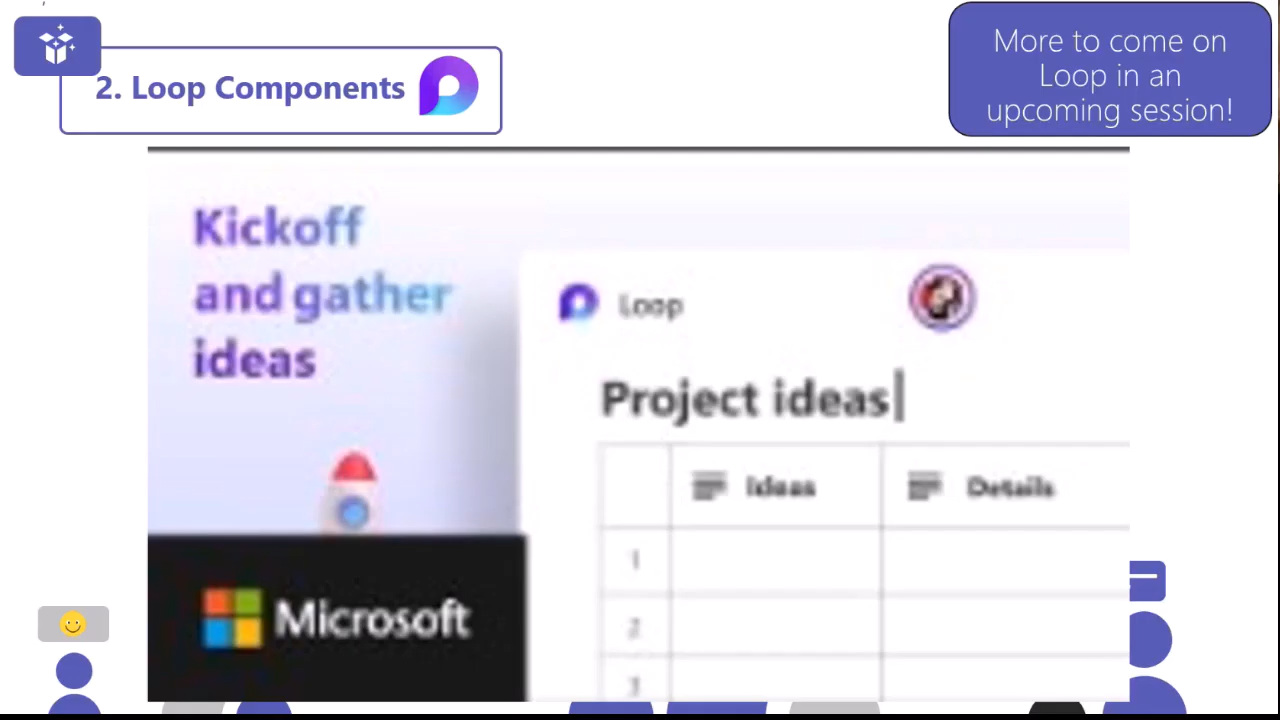 2. Loop Components
More to come on
Loop in an
upcoming session!
Kickoff
and gather
ideas
Loop
Project ideas
Ideas
Details
1
2
3
Microsoft